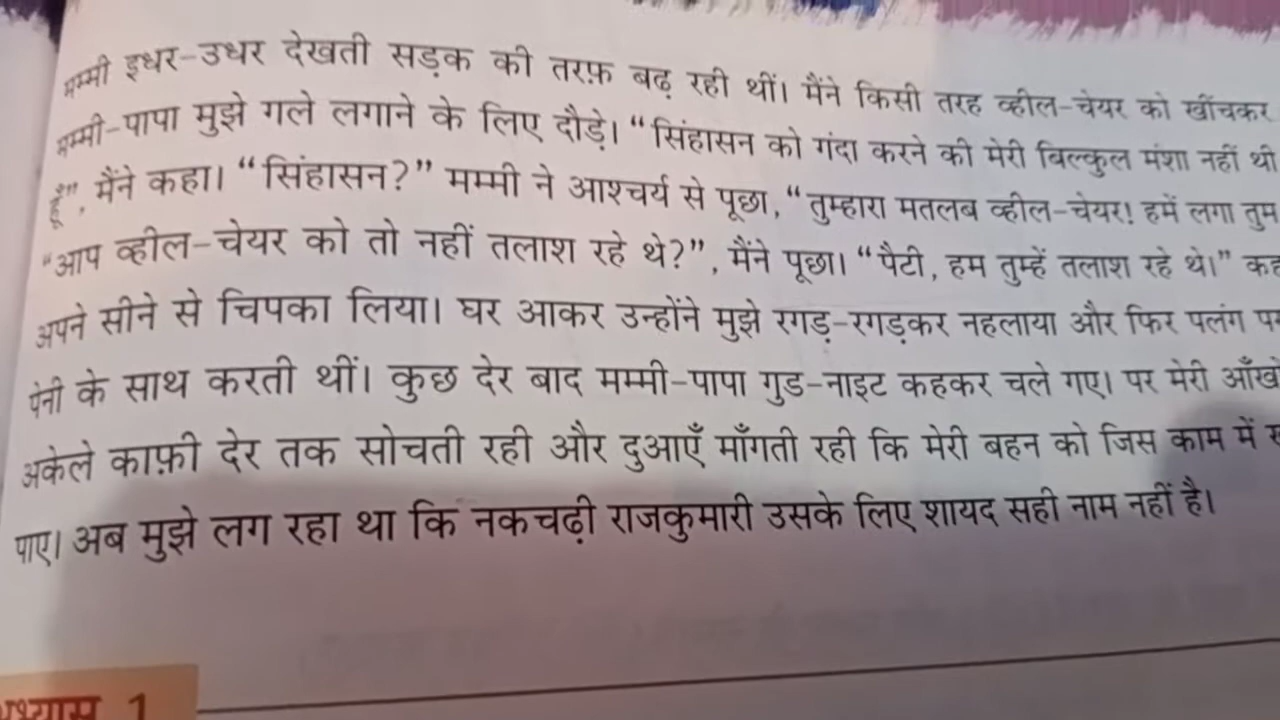 मम्मी इधर-उधर देखती सड़क की तरफ़ बढ़ रही थीं। मैंने किसी तरह व्हील-चेयर को खींचकर
मम्मी-पापा मुझे गले लगाने के लिए दौड़े। “सिंहासन को गंदा करने की मेरी बिल्कुल मंशा नहीं थी
हूँ”, मैंने कहा। “सिंहासन?” मम्मी ने आश्चर्य से पूछा, “तुम्हारा मतलब व्हील-चेयर! हमें लगा तुम
“आप व्हील-चेयर को तो नहीं तलाश रहे थे?”, मैंने पूछा। “पैटी, हम तुम्हें तलाश रहे थे।”
अपने सीने से चिपका लिया। घर आकर उन्होंने मुझे रगड़-रगड़कर नहलाया और फिर पलंग पर
पेनी के साथ करती थीं। कुछ देर बाद मम्मी-पापा गुड-नाइट कहकर चले गए। पर मेरी
अकेले काफ़ी देर तक सोचती रही और दुआएँ माँगती रही कि मेरी बहन को जिस काम में
पाए। अब मुझे लग रहा था कि नकचढ़ी राजकुमारी उसके लिए शायद सही नाम नहीं है।
1